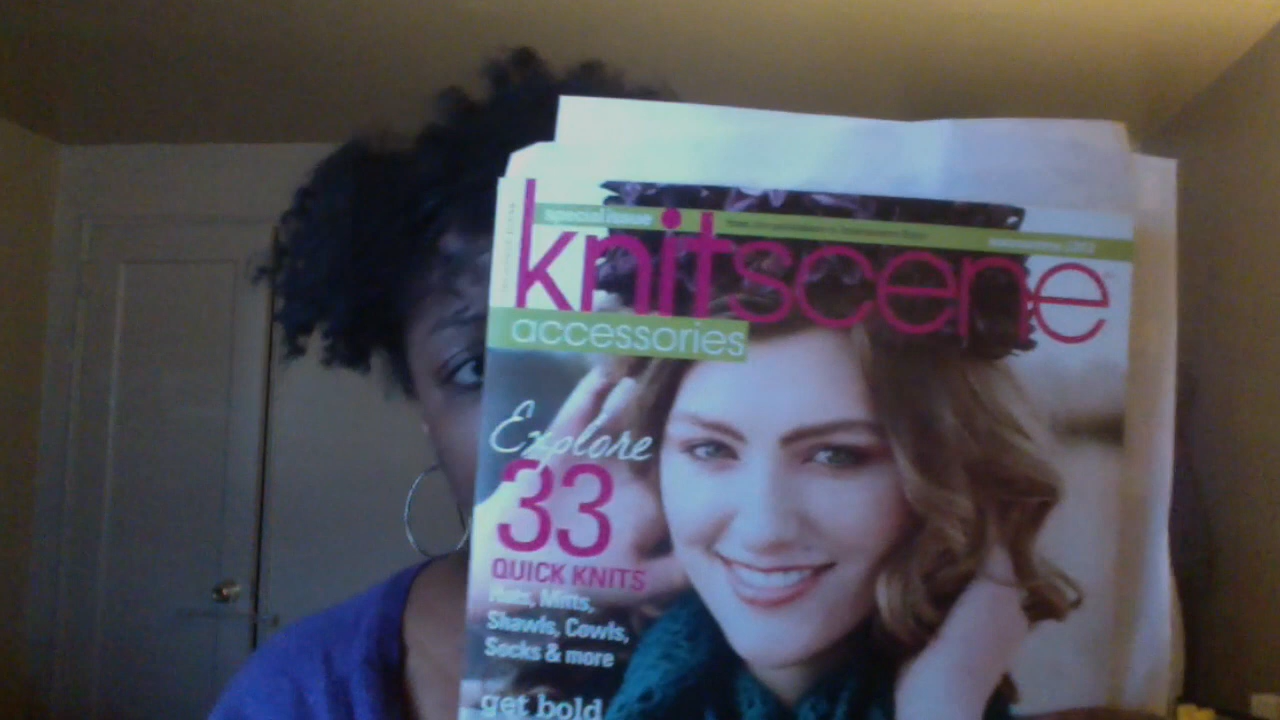 special issue
knitscene
accessories
Explore
33
QUICK KNITS
Hats, Mitts,
Shawls, Cowls,
Socks & more
get bold